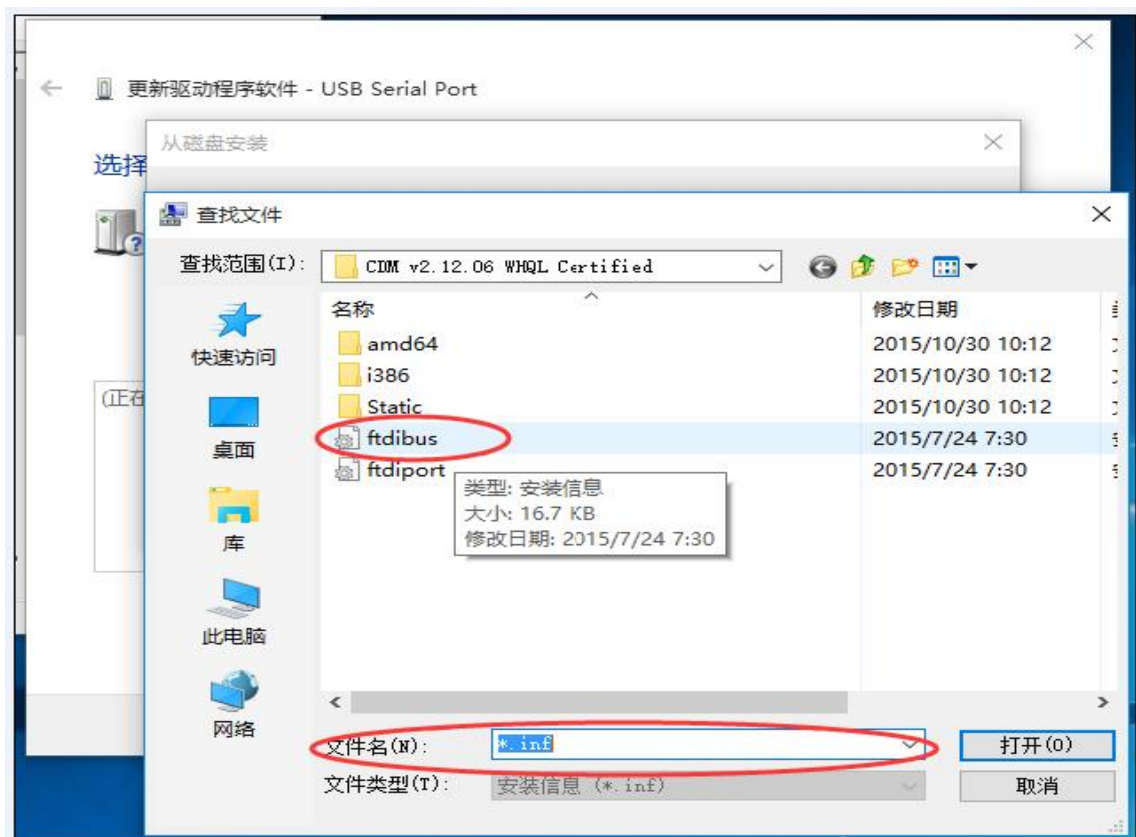 更新驱动程序软件 - USB Serial Port
从磁盘安装
选择
查找文件
查找范围(I):
CDM v2.12.06 WHQL Certified
名称
修改日期
快速访问
amd64
2015/10/30 10:12
i386
2015/10/30 10:12
(正在
Static
2015/10/30 10:12
桌面
ftdibus
2015/7/24 7:30
ftdiport
2015/7/24 7:30
类型: 安装信息
大小: 16.7 KB
修改日期: 2015/7/24 7:30
库
此电脑
网络
文件名(N):
*.inf
打开(O)
文件类型(T):
安装信息 (*.inf)
取消